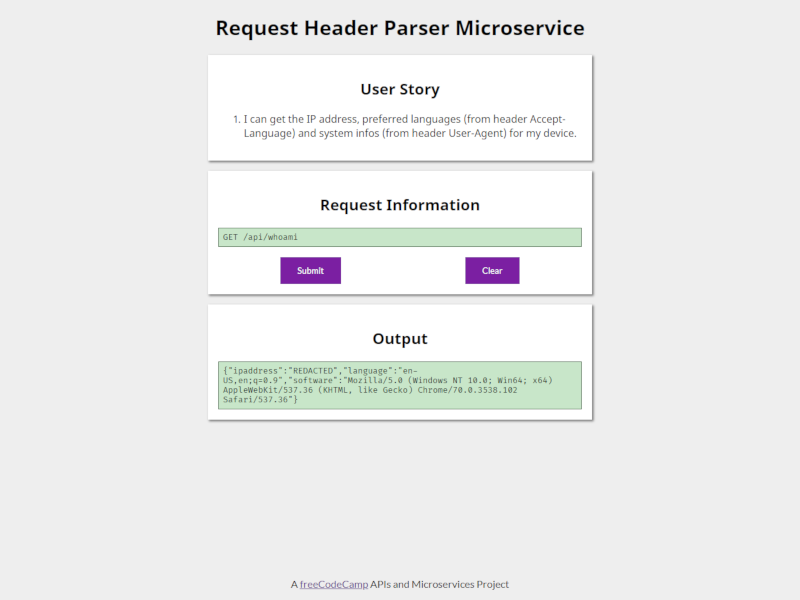 Request Header Parser Microservice
User Story
1. I can get the IP address, preferred languages (from header Accept-
Language) and system infos (from header User-Agent) for my device.
Request Information
GET /api/whoami
Submit
Clear
Output
{"ipaddress":"REDACTED","language":"en-
US,en;q=0.9","software":"Mozilla/5.0 (Windows NT 10.0; Win64; x64)
AppleWebKit/537.36 (KHTML, like Gecko) Chrome/70.0.3538.102
Safari/537.36"}
A freeCodeCamp APIs and Microservices Project